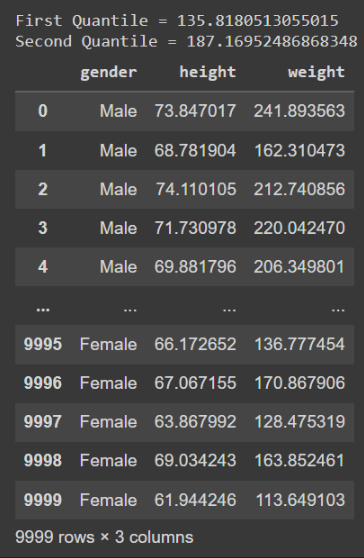 First Quantile = 135.8180513055015
Second Quantile = 187.16952486868348
gender height weight
0 Male 73.847017 241.893563
1 Male 68.781904 162.310473
2 Male 74.110105 212.740856
3 Male 71.730978 220.042470
4 Male 69.881796 206.349801
... ... ... ...
9995 Female 66.172652 136.777454
9996 Female 67.067155 170.867906
9997 Female 63.867992 128.475319
9998 Female 69.034243 163.852461
9999 Female 61.944246 113.649103
9999 rows × 3 columns